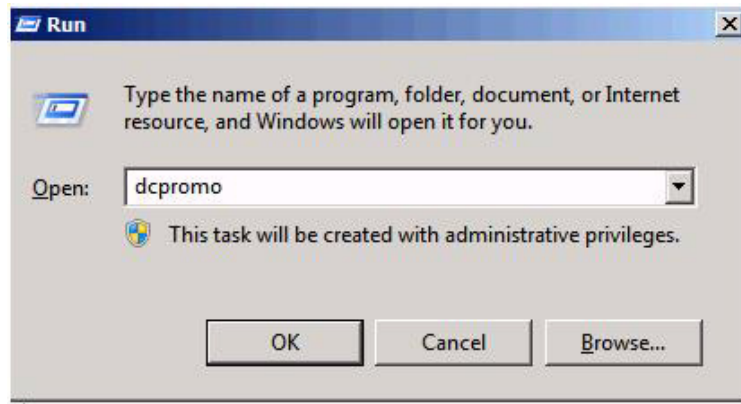 Run
Type the name of a program, folder, document, or Internet
resource, and Windows will open it for you.
Open: dcpromo
This task will be created with administrative privileges.
OK Cancel Browse...